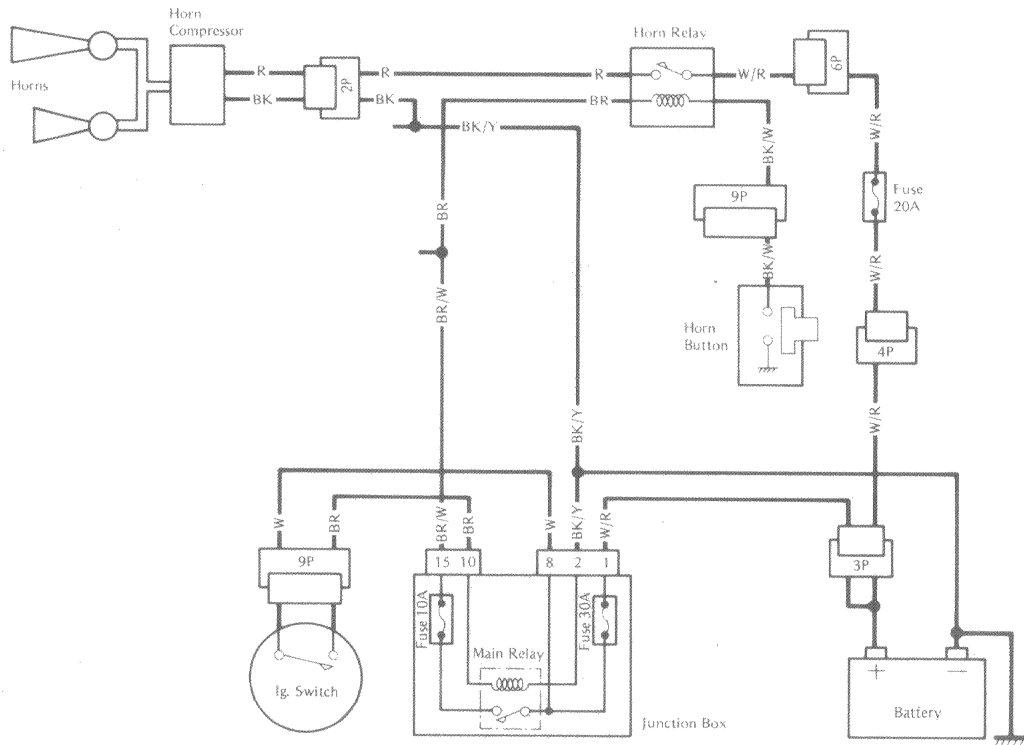 Horn
Compressor
Horn Relay
Horns
R
R
R
W/R
6P
2P
BK
BK
BR
BK/Y
W/R
BK/W
Fuse
20A
9P
BR
BK/W
W/R
BR/W
Horn
Button
4P
BK/Y
W/R
W
BR
BR/W
BR
W
BK/Y
W/R
9P
15 10
8 2 1
3P
Fuse 10A
Fuse 30A
Main Relay
Ig. Switch
Junction Box
+
—
Battery